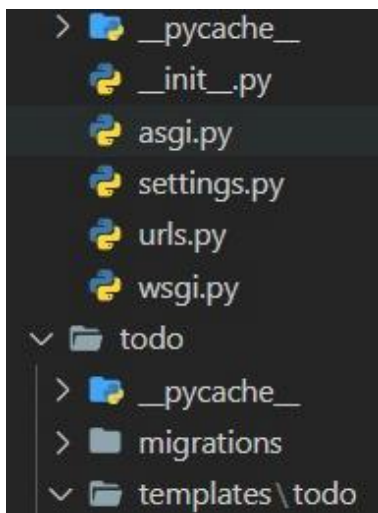 __pycache__
__init__.py
asgi.py
settings.py
urls.py
wsgi.py
todo
__pycache__
migrations
templates\todo